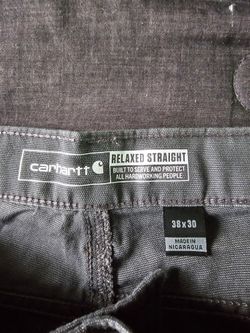 carhartt
RELAXED STRAIGHT
BUILT TO SERVE AND PROTECT
ALL HARDWORKING PEOPLE
38x30
MADE IN
NICARAGUA